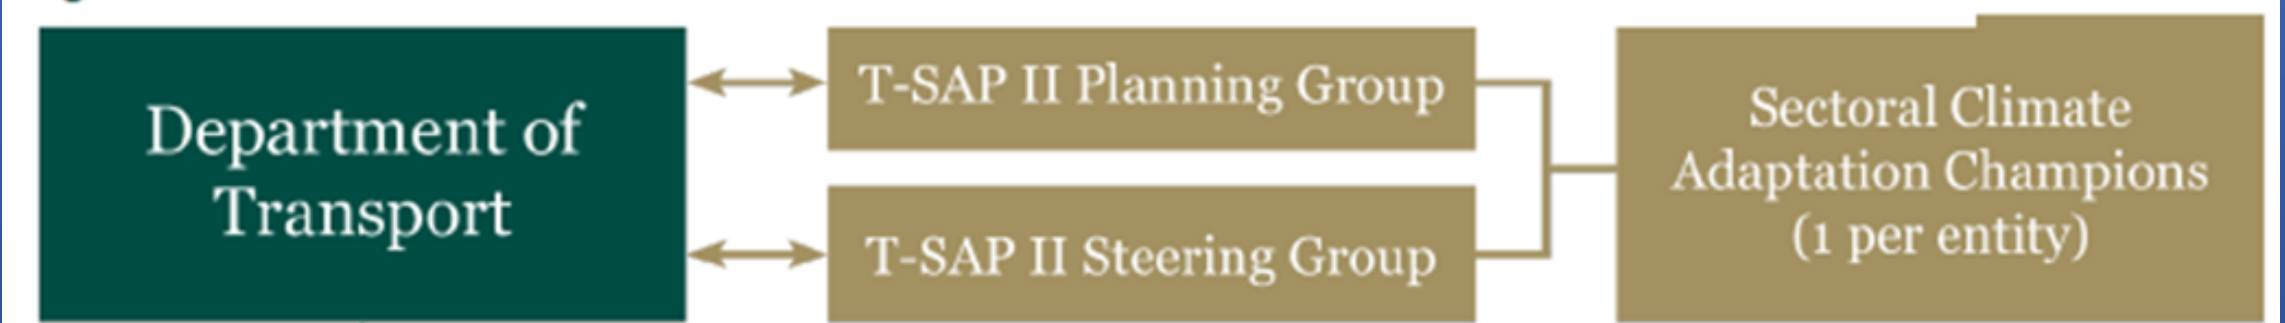 Department of
Transport
T-SAP II Planning Group
T-SAP II Steering Group
Sectoral Climate
Adaptation Champions
(1 per entity)